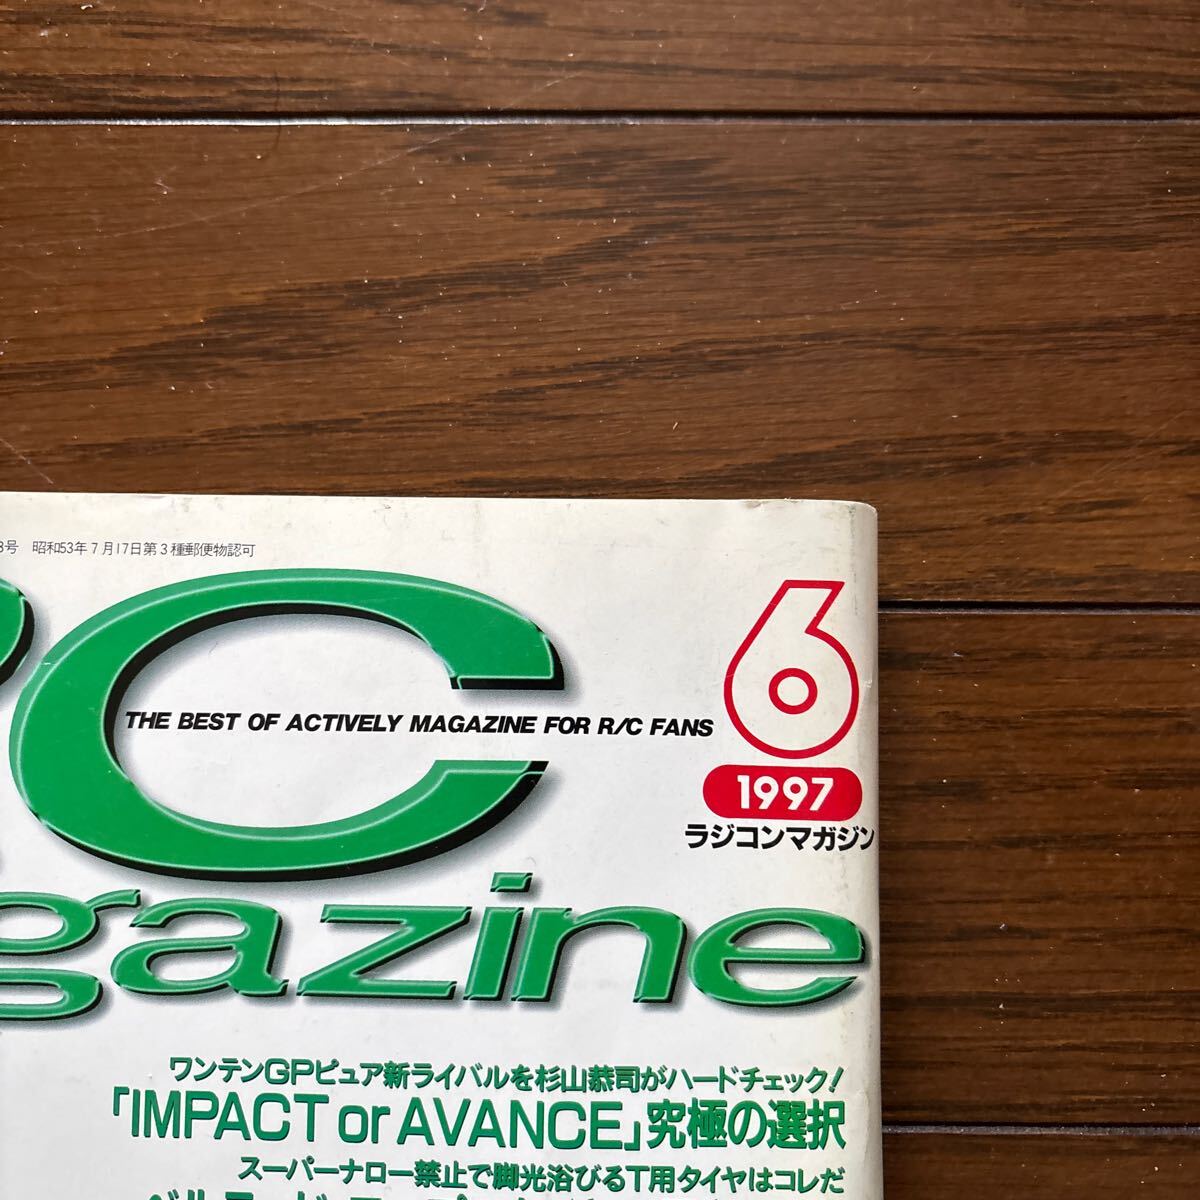 8号 昭和53年7月17日第3種郵便物認可
RC
6
THE BEST OF ACTIVELY MAGAZINE FOR R/C FANS
1997
ラジコンマガジン
gazine
ワンテンGPピュア新ライバルを杉山恭司がハードチェック!
「IMPACT or AVANCE」究極の選択
スーパーナロー禁止で脚光浴びるT用タイヤはコレだ